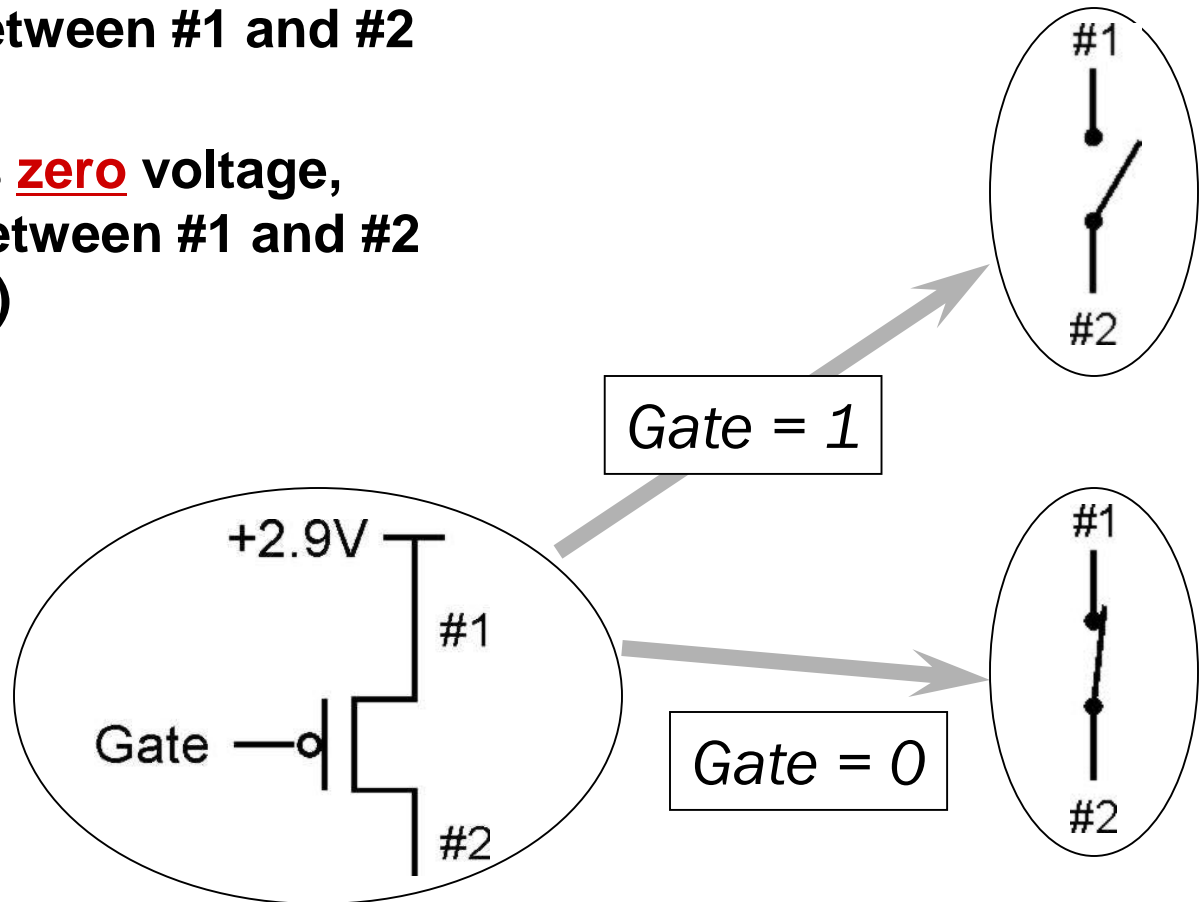 etween #1 and #2
zero voltage,
etween #1 and #2
)
#1
#2
Gate = 1
+2.9V
#1
Gate
#2
#1
Gate = 0
#2